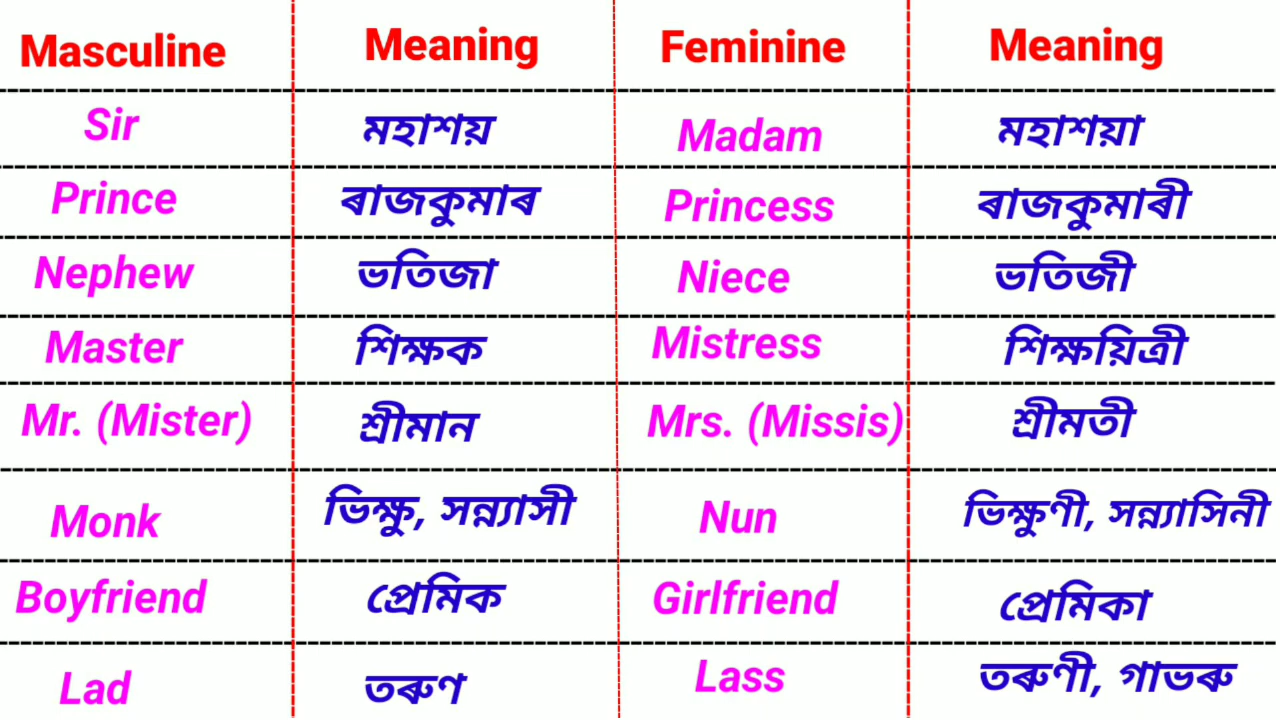 Masculine Meaning Feminine Meaning
Sir মহাশয় Madam মহাশয়া
Prince ৰাজকুমাৰ Princess ৰাজকুমাৰী
Nephew ভতিজা Niece ভতিজী
Master শিক্ষক Mistress শিক্ষয়িত্ৰী
Mr. (Mister) শ্ৰীমান Mrs. (Missis) শ্ৰীমতী
Monk ভিক্ষু, সন্ন্যাসী Nun ভিক্ষুণী, সন্ন্যাসিনী
Boyfriend প্ৰেমিক Girlfriend প্ৰেমিকা
Lad তৰুণ Lass তৰুণী, গাভৰু